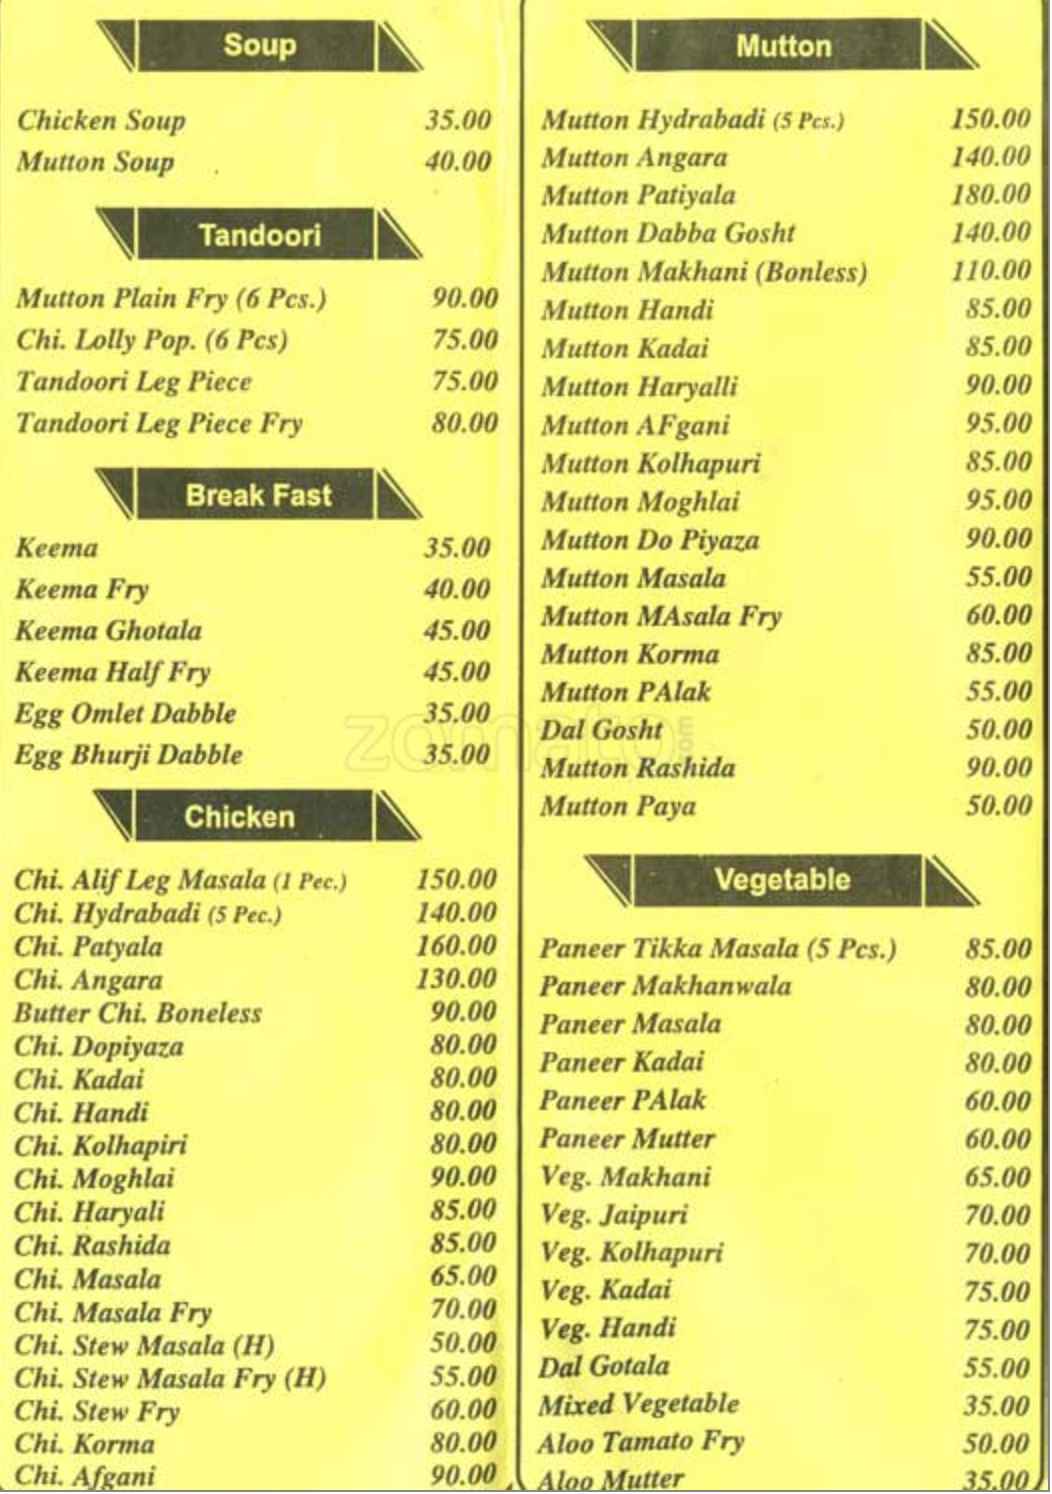 Soup
Chicken Soup 35.00
Mutton Soup 40.00
Tandoori
Mutton Plain Fry (6 Pcs.) 90.00
Chi. Lolly Pop. (6 Pcs) 75.00
Tandoori Leg Piece 75.00
Tandoori Leg Piece Fry 80.00
Break Fast
Keema 35.00
Keema Fry 40.00
Keema Ghotala 45.00
Keema Half Fry 45.00
Egg Omlet Dabble 35.00
Egg Bhurji Dabble 35.00
Chicken
Chi. Alif Leg Masala (1 Pec.) 150.00
Chi. Hydrabadi (5 Pec.) 140.00
Chi. Patyala 160.00
Chi. Angara 130.00
Butter Chi. Boneless 90.00
Chi. Dopiyaza 80.00
Chi. Kadai 80.00
Chi. Handi 80.00
Chi. Kolhapiri 80.00
Chi. Moghlai 90.00
Chi. Haryali 85.00
Chi. Rashida 85.00
Chi. Masala 65.00
Chi. Masala Fry 70.00
Chi. Stew Masala (H) 50.00
Chi. Stew Masala Fry (H) 55.00
Chi. Stew Fry 60.00
Chi. Korma 80.00
Chi. Afgani 90.00
Mutton
Mutton Hydrabadi (5 Pcs.) 150.00
Mutton Angara 140.00
Mutton Patiyala 180.00
Mutton Dabba Gosht 140.00
Mutton Makhani (Bonless) 110.00
Mutton Handi 85.00
Mutton Kadai 85.00
Mutton Haryalli 90.00
Mutton AFgani 95.00
Mutton Kolhapuri 85.00
Mutton Moghlai 95.00
Mutton Do Piyaza 90.00
Mutton Masala 55.00
Mutton MAsala Fry 60.00
Mutton Korma 85.00
Mutton PAlak 55.00
Dal Gosht 50.00
Mutton Rashida 90.00
Mutton Paya 50.00
Vegetable
Paneer Tikka Masala (5 Pcs.) 85.00
Paneer Makhanwala 80.00
Paneer Masala 80.00
Paneer Kadai 80.00
Paneer PAlak 60.00
Paneer Mutter 60.00
Veg. Makhani 65.00
Veg. Jaipuri 70.00
Veg. Kolhapuri 70.00
Veg. Kadai 75.00
Veg. Handi 75.00
Dal Gotala 55.00
Mixed Vegetable 35.00
Aloo Tamato Fry 50.00
Aloo Mutter 35.00
zomato.com